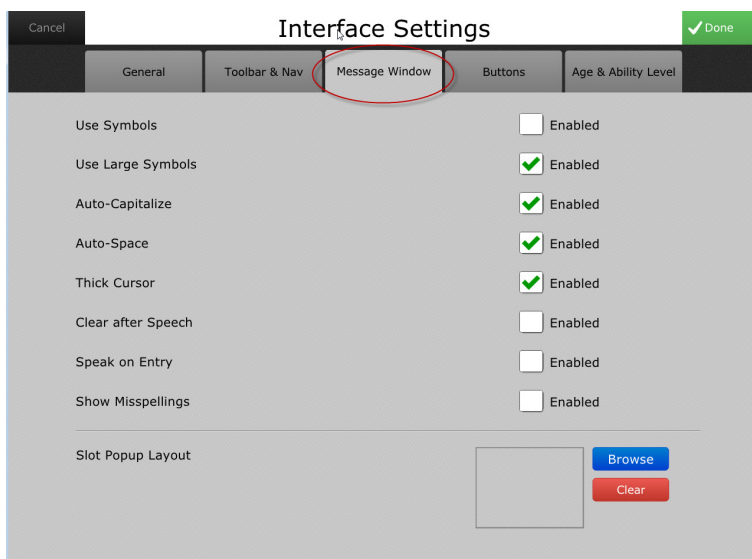 Cancel
Interface Settings
Done
General
Toolbar & Nav
Message Window
Buttons
Age & Ability Level
Use Symbols Enabled
Use Large Symbols Enabled
Auto-Capitalize Enabled
Auto-Space Enabled
Thick Cursor Enabled
Clear after Speech Enabled
Speak on Entry Enabled
Show Misspellings Enabled
Slot Popup Layout
Browse
Clear